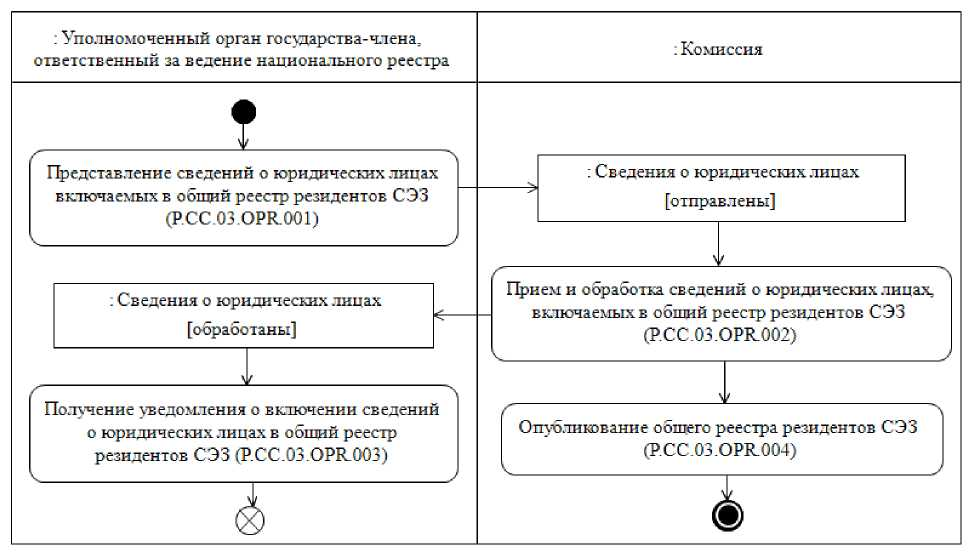 : Уполномоченный орган государства-члена,
ответственный за ведение национального реестра
: Комиссия
Представление сведений о юридических лицах
включаемых в общий реестр резидентов СЭЗ
(P.CC.03.OPR.001)
: Сведения о юридических лицах
[отправлены]
Прием и обработка сведений о юридических лицах,
включаемых в общий реестр резидентов СЭЗ
(P.CC.03.OPR.002)
: Сведения о юридических лицах
[обработаны]
Получение уведомления о включении сведений
о юридических лицах в общий реестр
резидентов СЭЗ (P.CC.03.OPR.003)
Опубликование общего реестра резидентов СЭЗ
(P.CC.03.OPR.004)